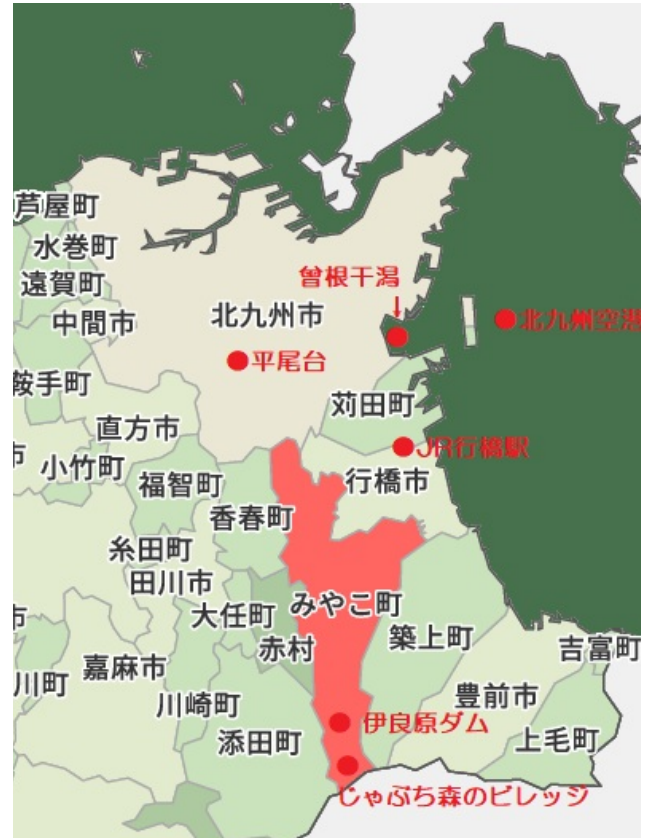 芦屋町
水巻町
遠賀町
曽根干潟
中間市
北九州市
北九州空港
平尾台
鞍手町
苅田町
直方市
JR行橋駅
小竹町
福智町
行橋市
香春町
糸田町
田川市
大任町
みやこ町
赤村
築上町
吉富町
嘉麻市
川町
川崎町
豊前市
添田町
伊良原ダム
上毛町
じゃぶち森のビレッジ